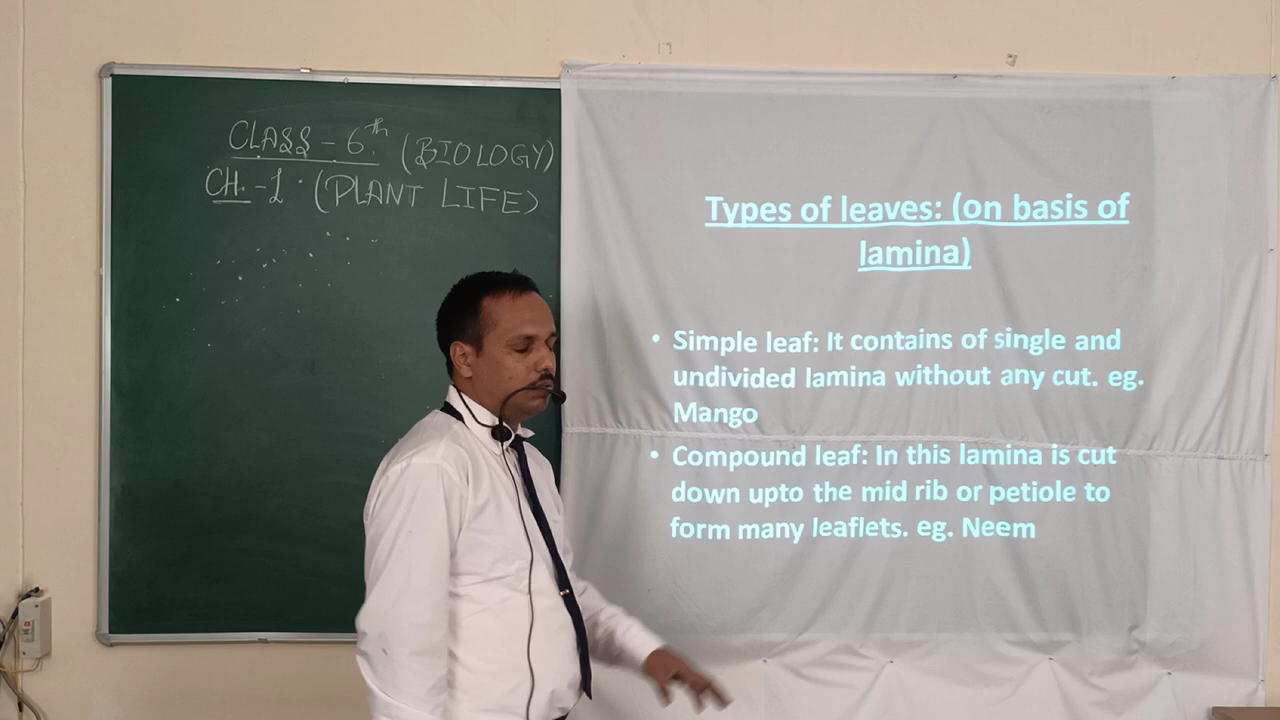 CLASS - 6th (BIOLOGY)
CH. - 1. (PLANT LIFE)
Types of leaves: (on basis of
lamina)
• Simple leaf: It contains of single and
undivided lamina without any cut. eg.
Mango
• Compound leaf: In this lamina is cut
down upto the mid rib or petiole to
form many leaflets. eg. Neem